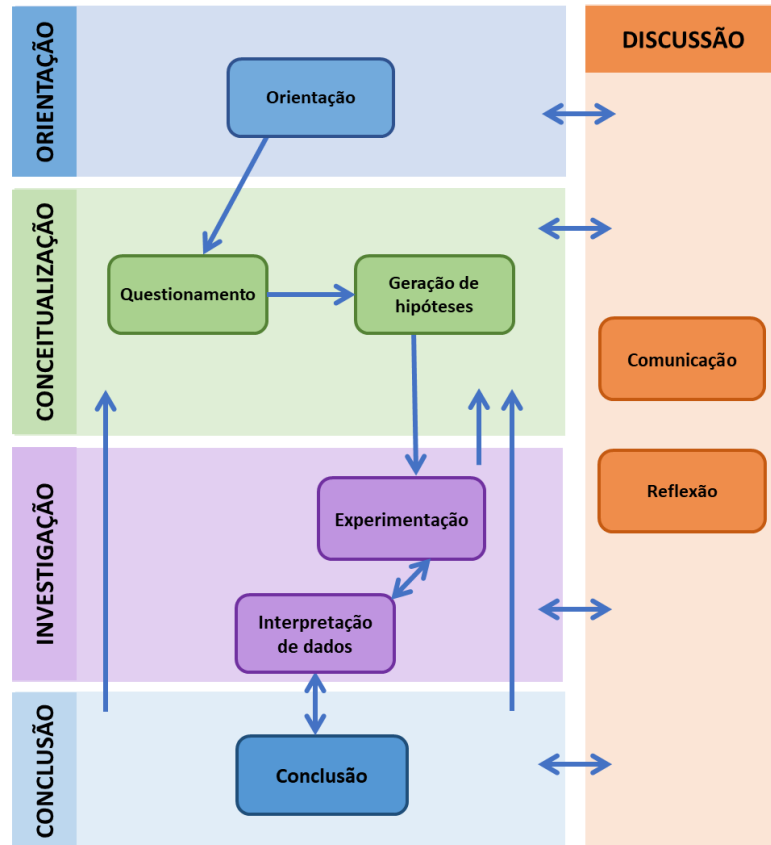 ORIENTAÇÃO
Orientação
CONCEITUALIZAÇÃO
Questionamento
Geração de
hipóteses
INVESTIGAÇÃO
Experimentação
Interpretação
de dados
CONCLUSÃO
Conclusão
DISCUSSÃO
Comunicação
Reflexão